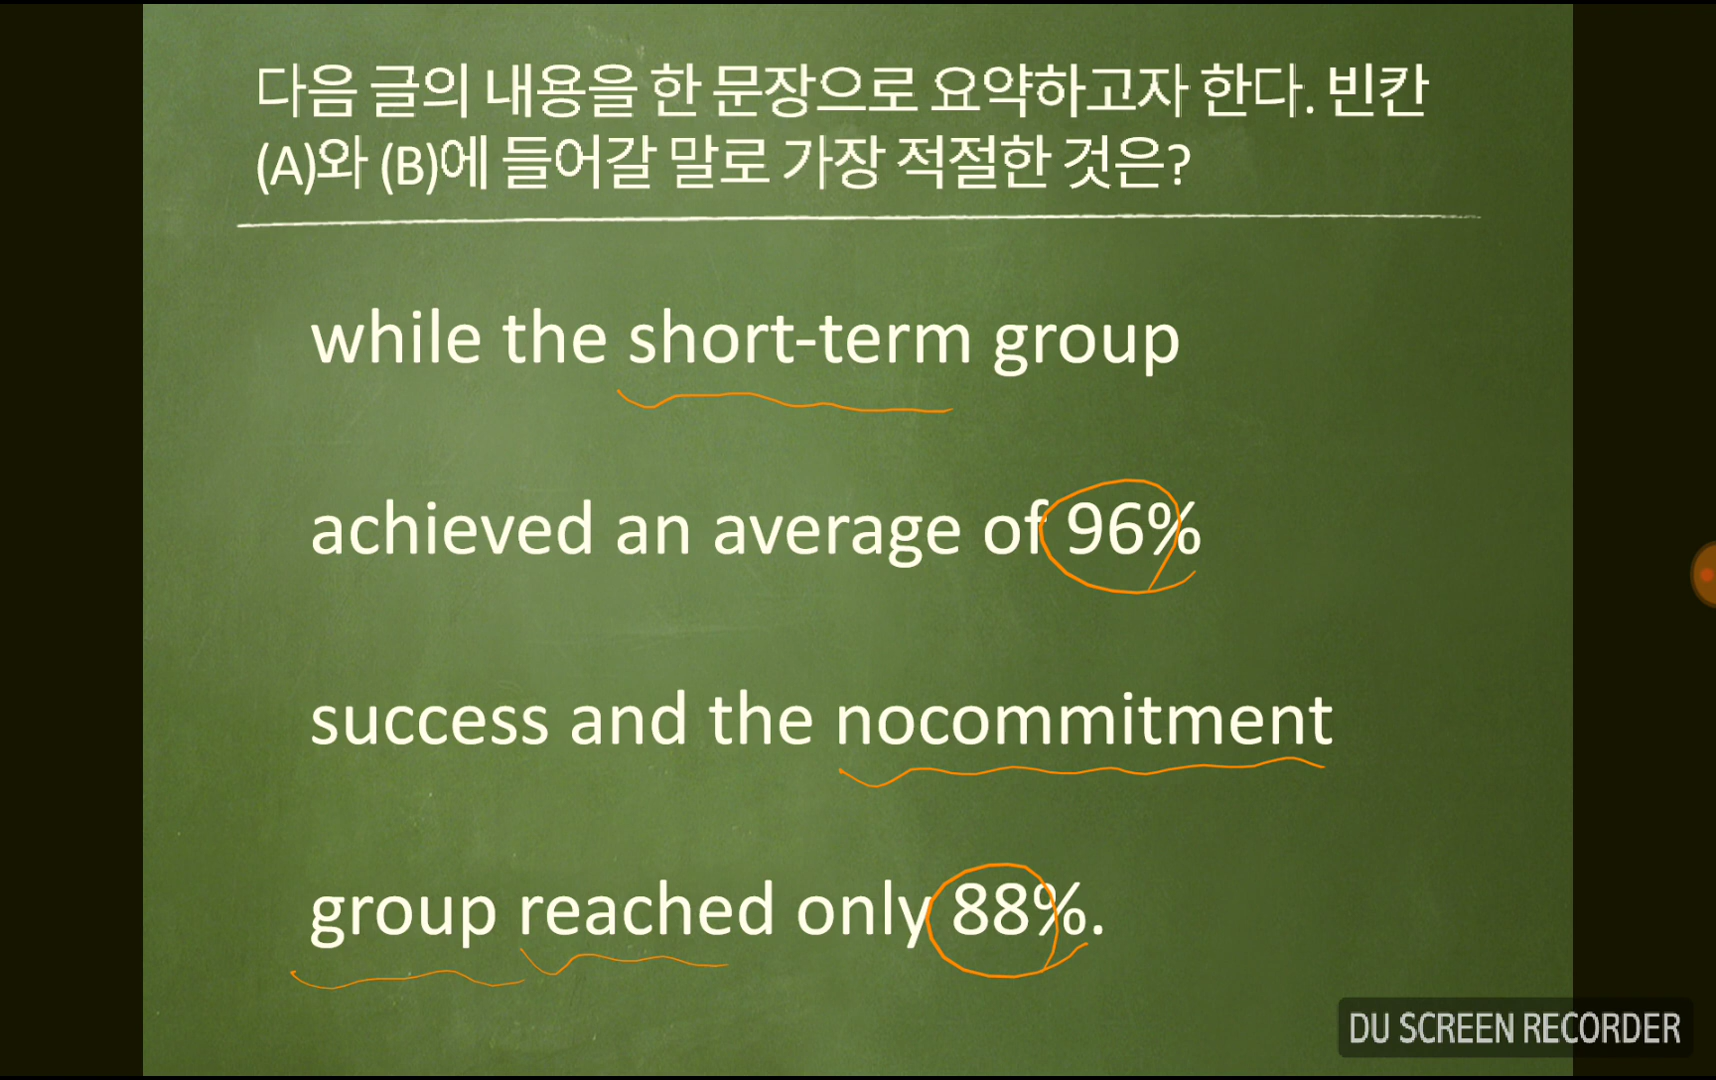 다음 글의 내용을 한 문장으로 요약하고자 한다. 빈칸
(A)와 (B)에 들어갈 말로 가장 적절한 것은?
while the short-term group
achieved an average of 96%
success and the nocommitment
group reached only 88%.
DU SCREEN RECORDER